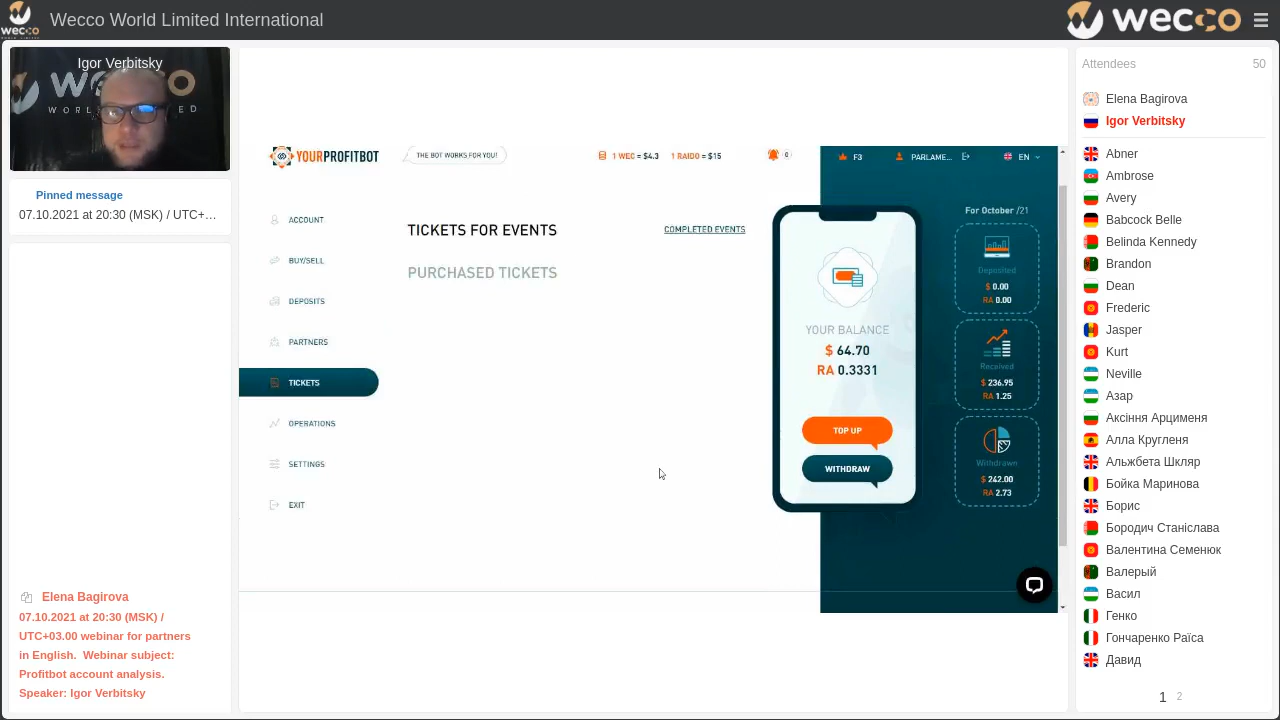 wecco
Wecco World Limited International
wecco
Igor Verbitsky
Pinned message
07.10.2021 at 20:30 (MSK) / UTC+…
Elena Bagirova
07.10.2021 at 20:30 (MSK) /
UTC+03.00 webinar for partners
in English. Webinar subject:
Profitbot account analysis.
Speaker: Igor Verbitsky
YOURPROFITBOT
THE BOT WORKS FOR YOU!
1 WEC = $4.3
1 RAIDO = $15
0
F3
PARLAME...
EN
ACCOUNT
BUY/SELL
DEPOSITS
PARTNERS
TICKETS
OPERATIONS
SETTINGS
EXIT
TICKETS FOR EVENTS
COMPLETED EVENTS
PURCHASED TICKETS
YOUR BALANCE
$ 64.70
RA 0.3331
TOP UP
WITHDRAW
For October /21
Deposited
$ 0.00
RA 0.00
Received
$ 236.95
RA 1.25
Withdrawn
$ 242.00
RA 2.73
Attendees 50
Elena Bagirova
Igor Verbitsky
Abner
Ambrose
Avery
Babcock Belle
Belinda Kennedy
Brandon
Dean
Frederic
Jasper
Kurt
Neville
Азар
Аксіння Арцименя
Алла Кругленя
Альжбета Шкляр
Бойка Маринова
Борис
Бородич Станіслава
Валентина Семенюк
Валерый
Васил
Генко
Гончаренко Раїса
Давид
1 2